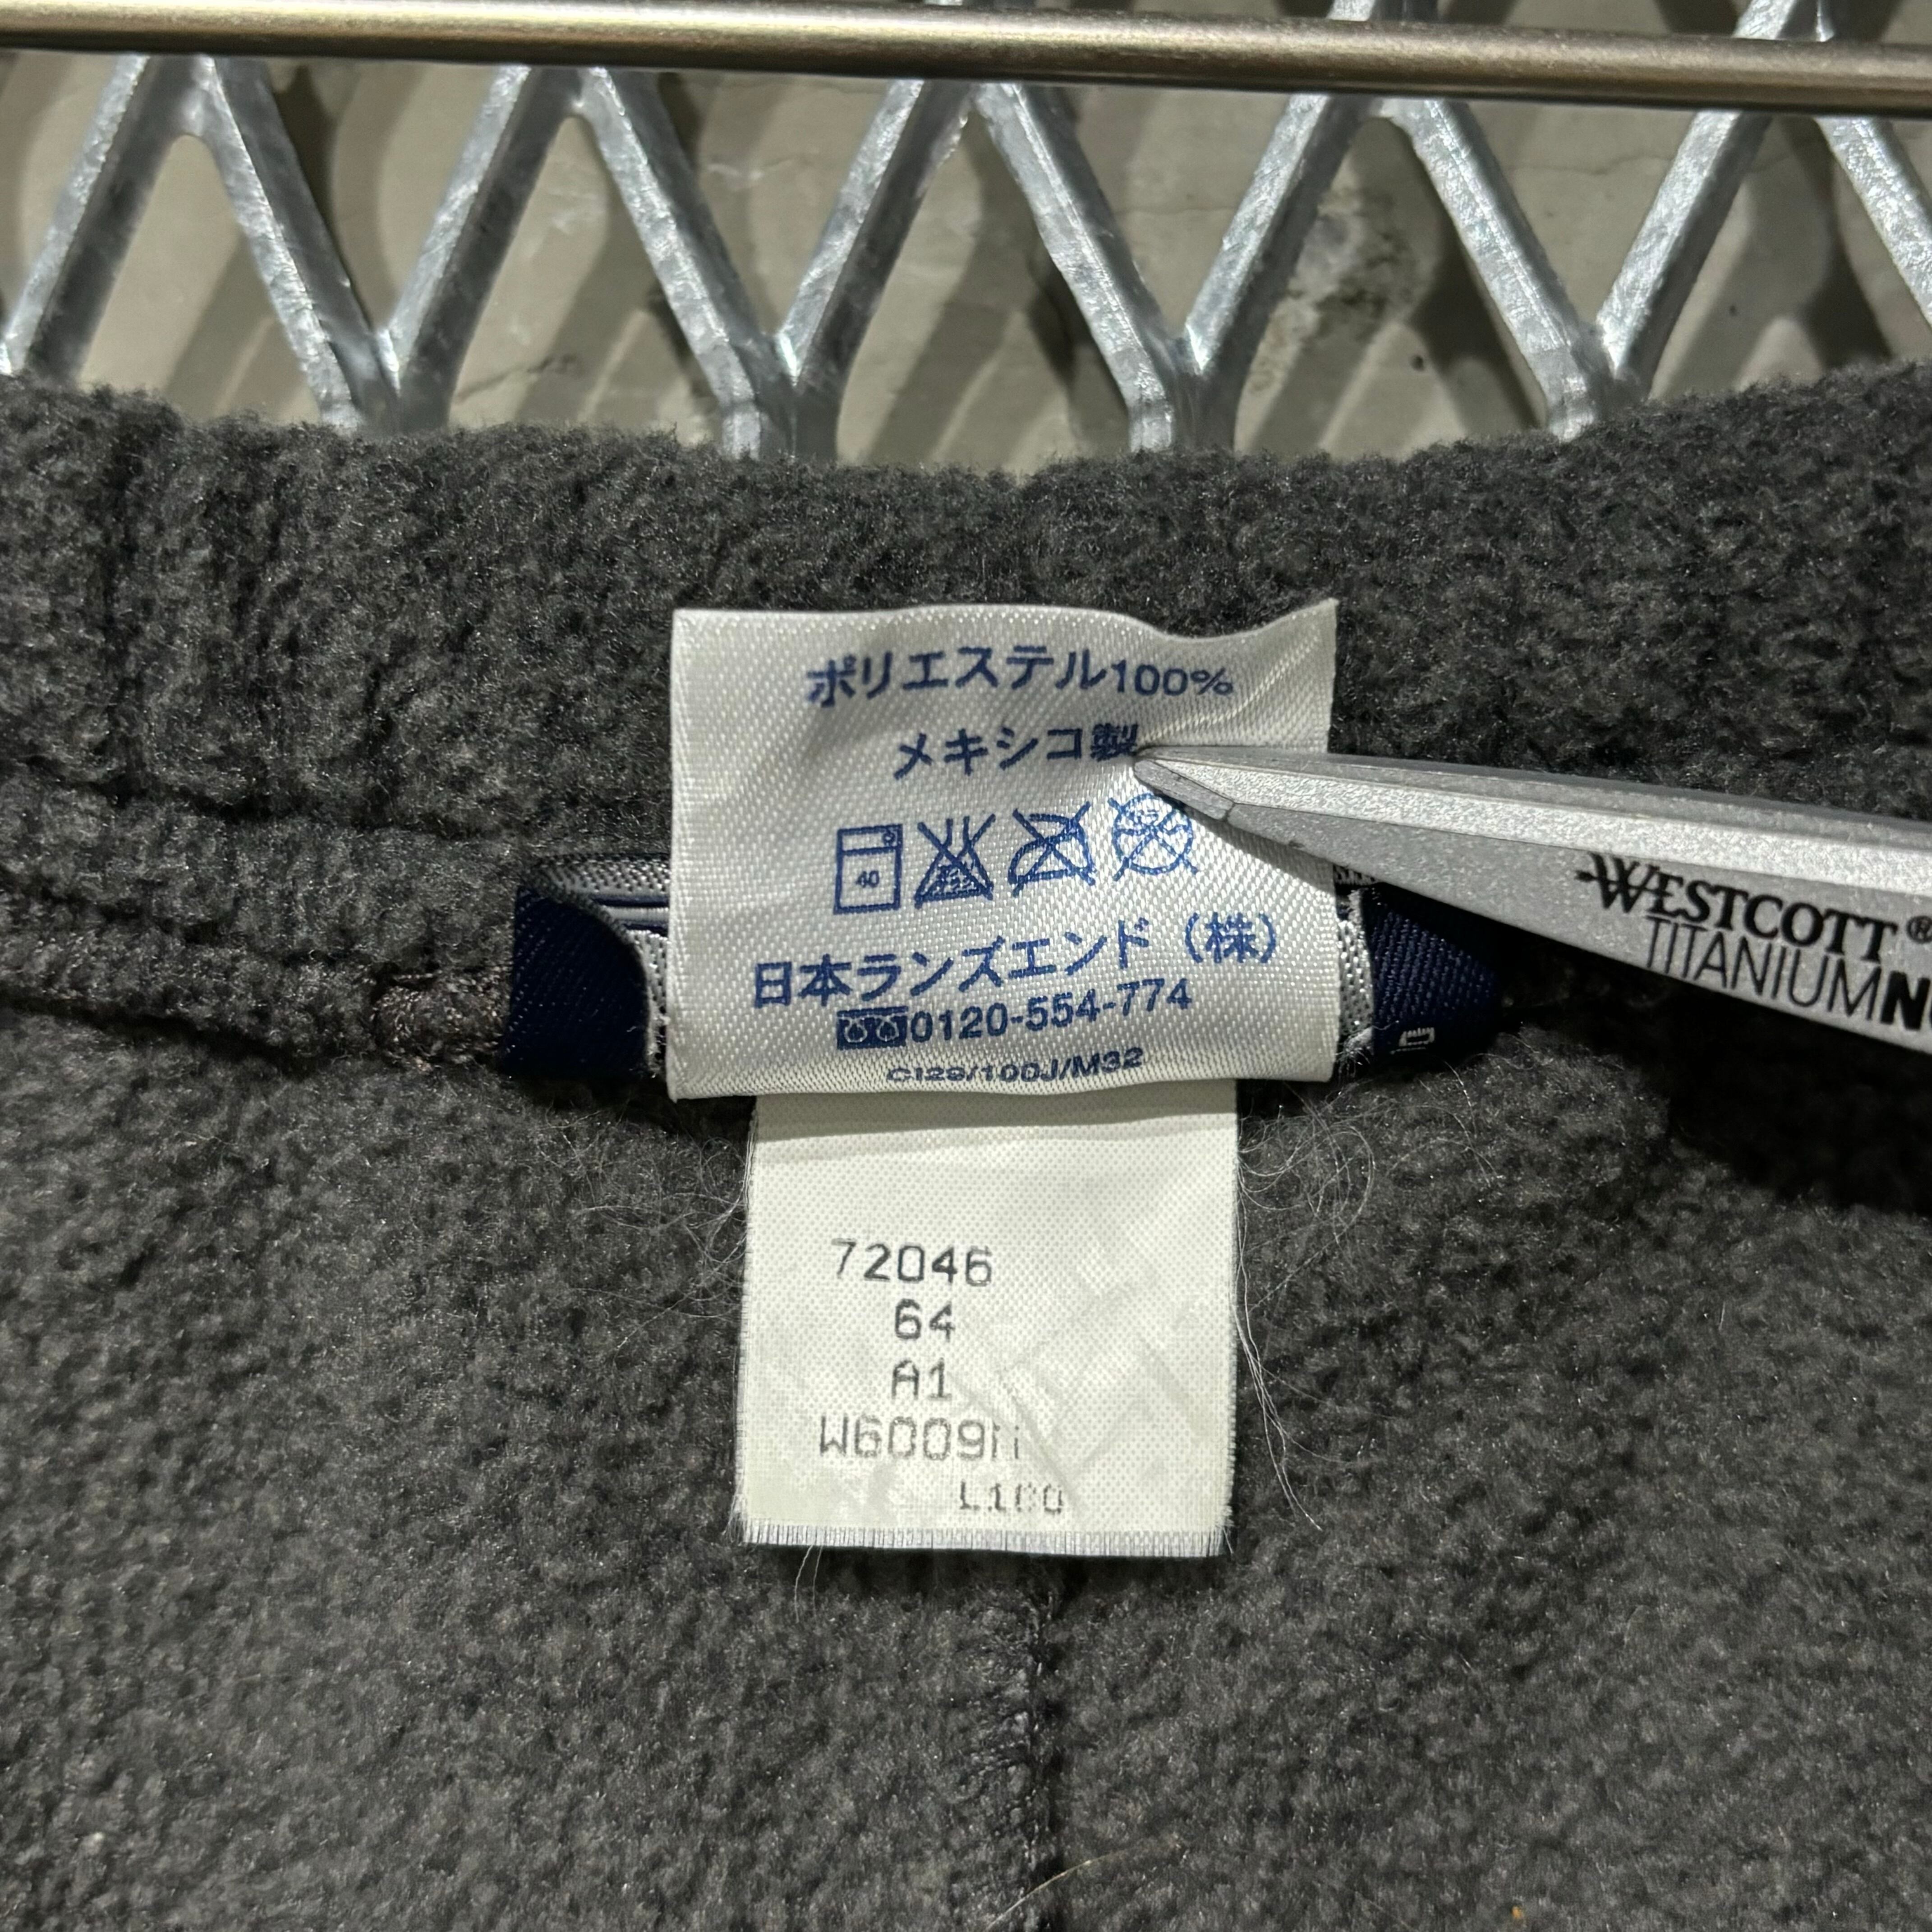 ポリエステル100%
メキシコ製
40
日本ランズエンド(株)
0120-554-774
C129/100J/M32
WESTCOTT®
TITANIUM
72046
64
A1